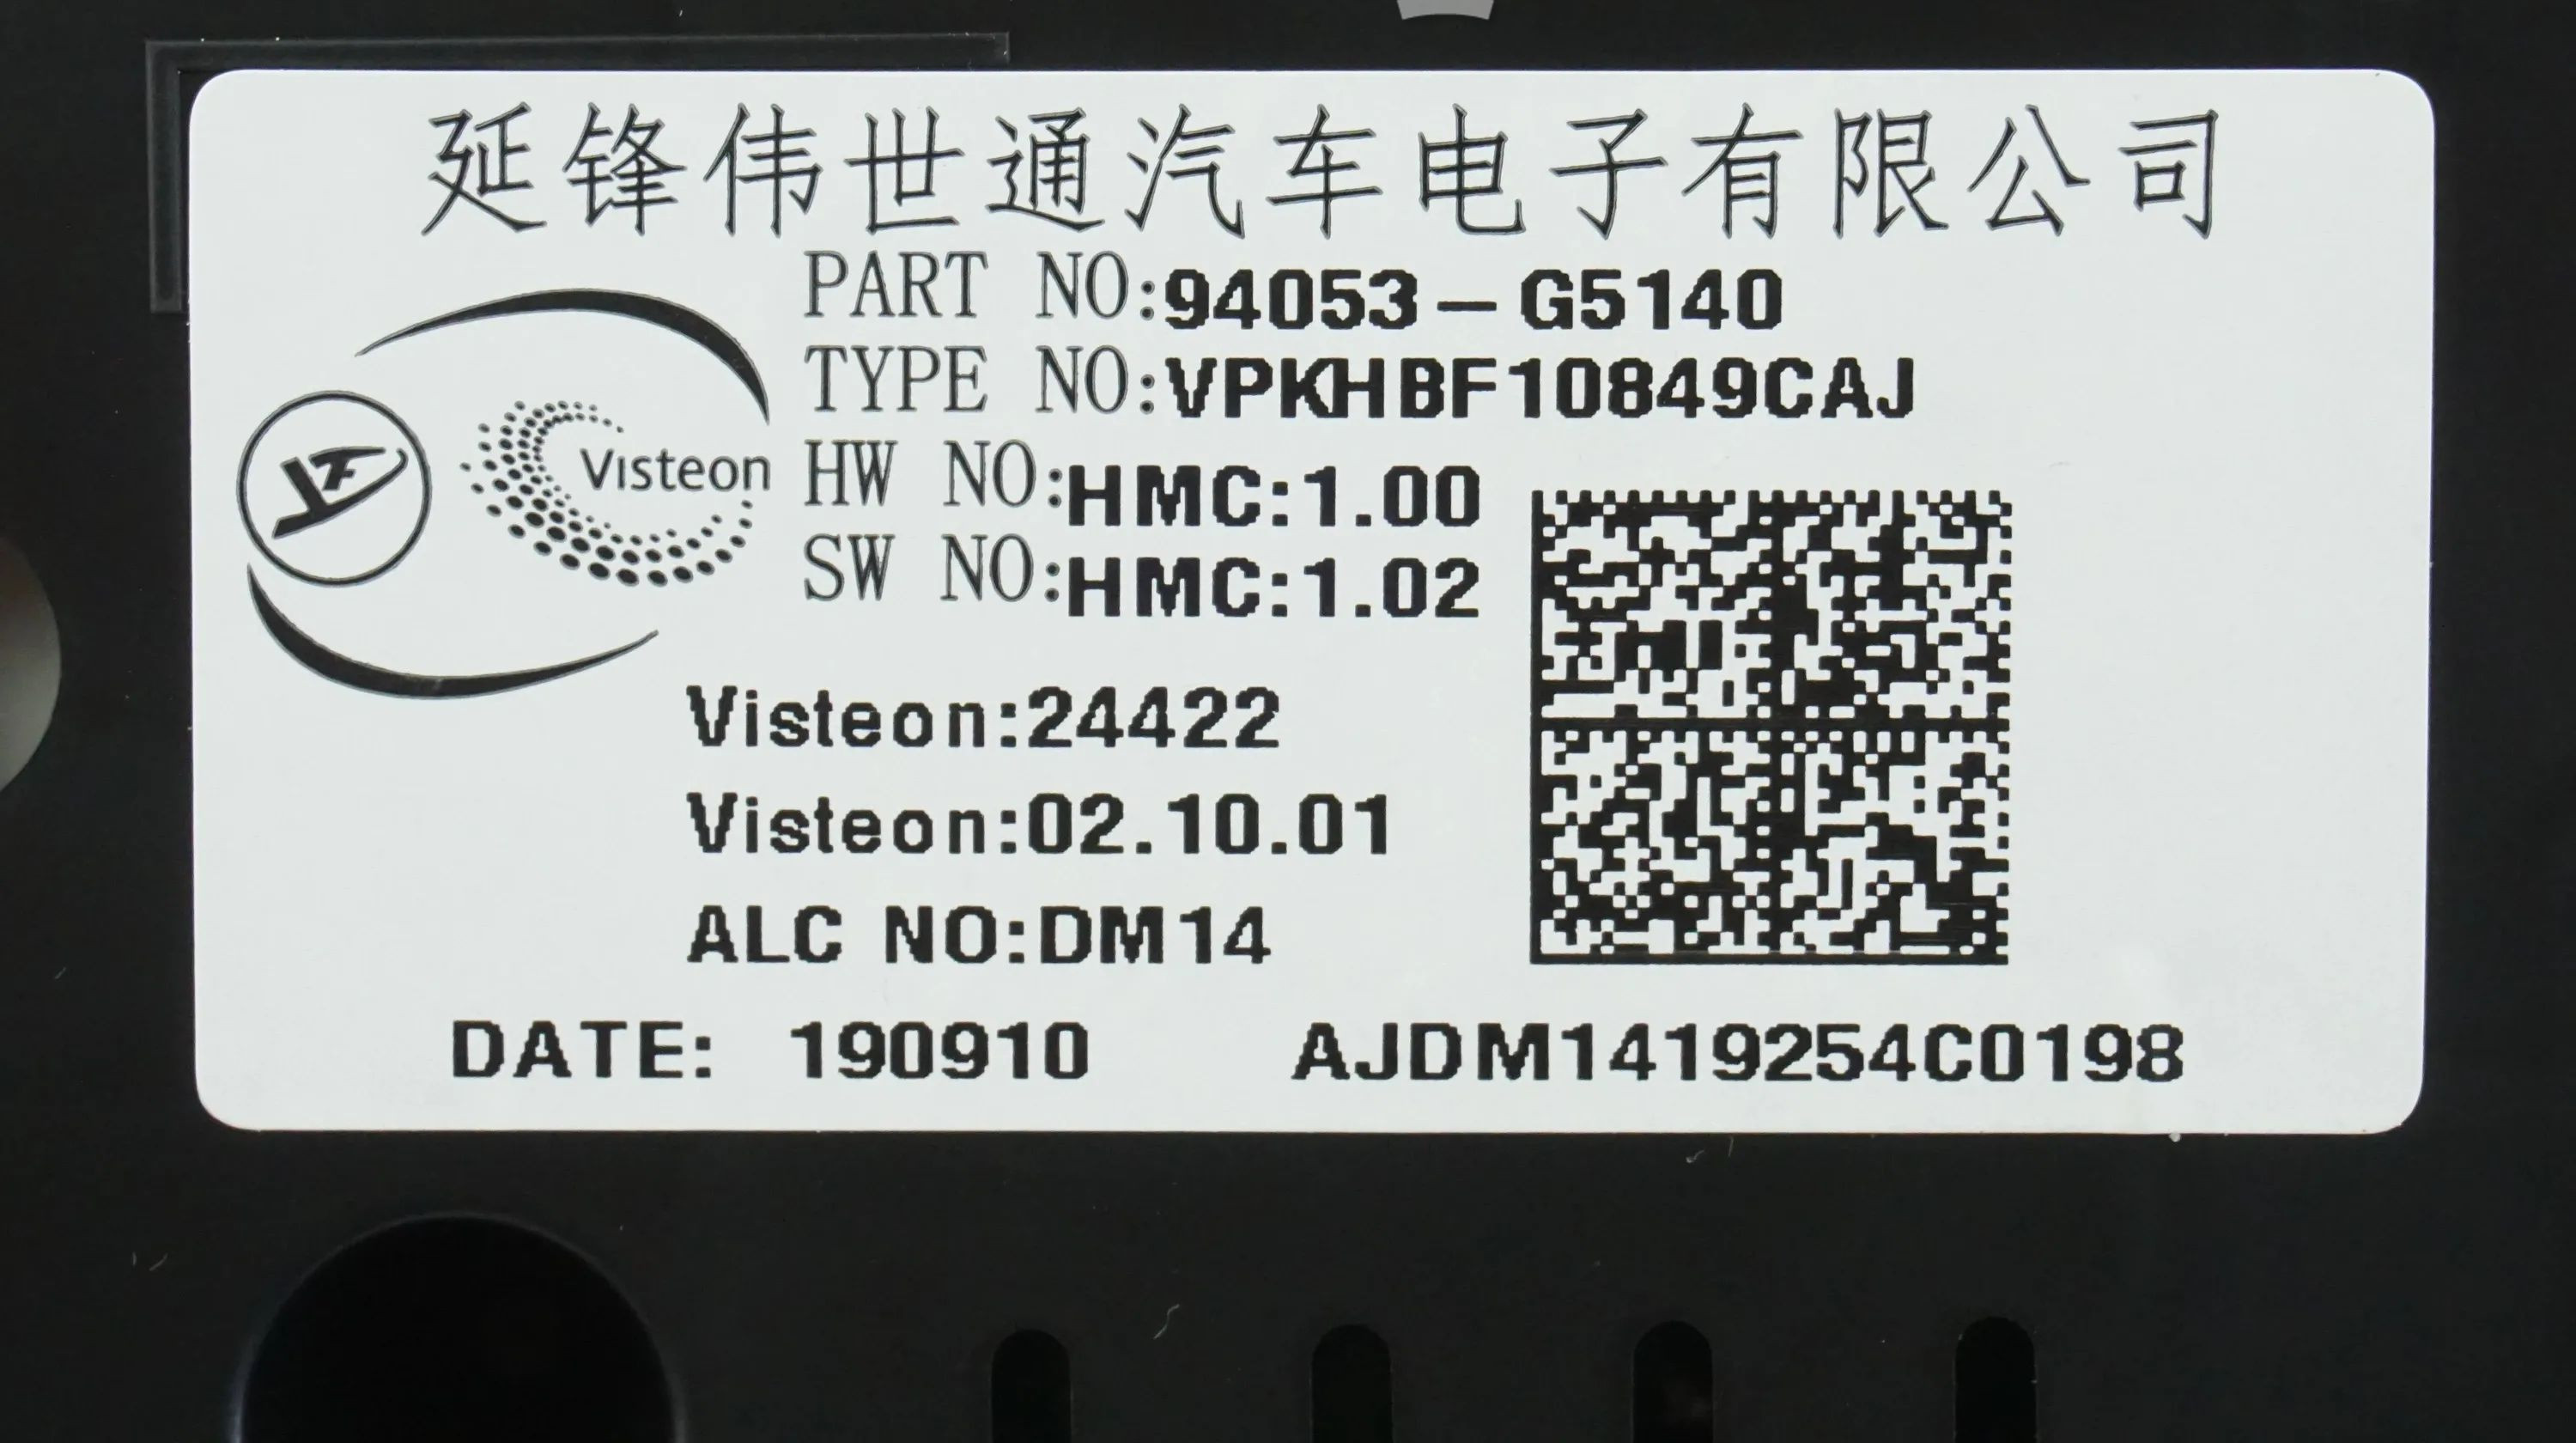 延锋伟世通汽车电子有限公司
PART NO:94053-G5140
TYPE NO:VPKHBF10849CAJ
Visteon
HW NO:HMC:1.00
SW NO:HMC:1.02
Visteon:24422
Visteon:02.10.01
ALC NO:DM14
DATE: 190910 AJDM1419254C0198